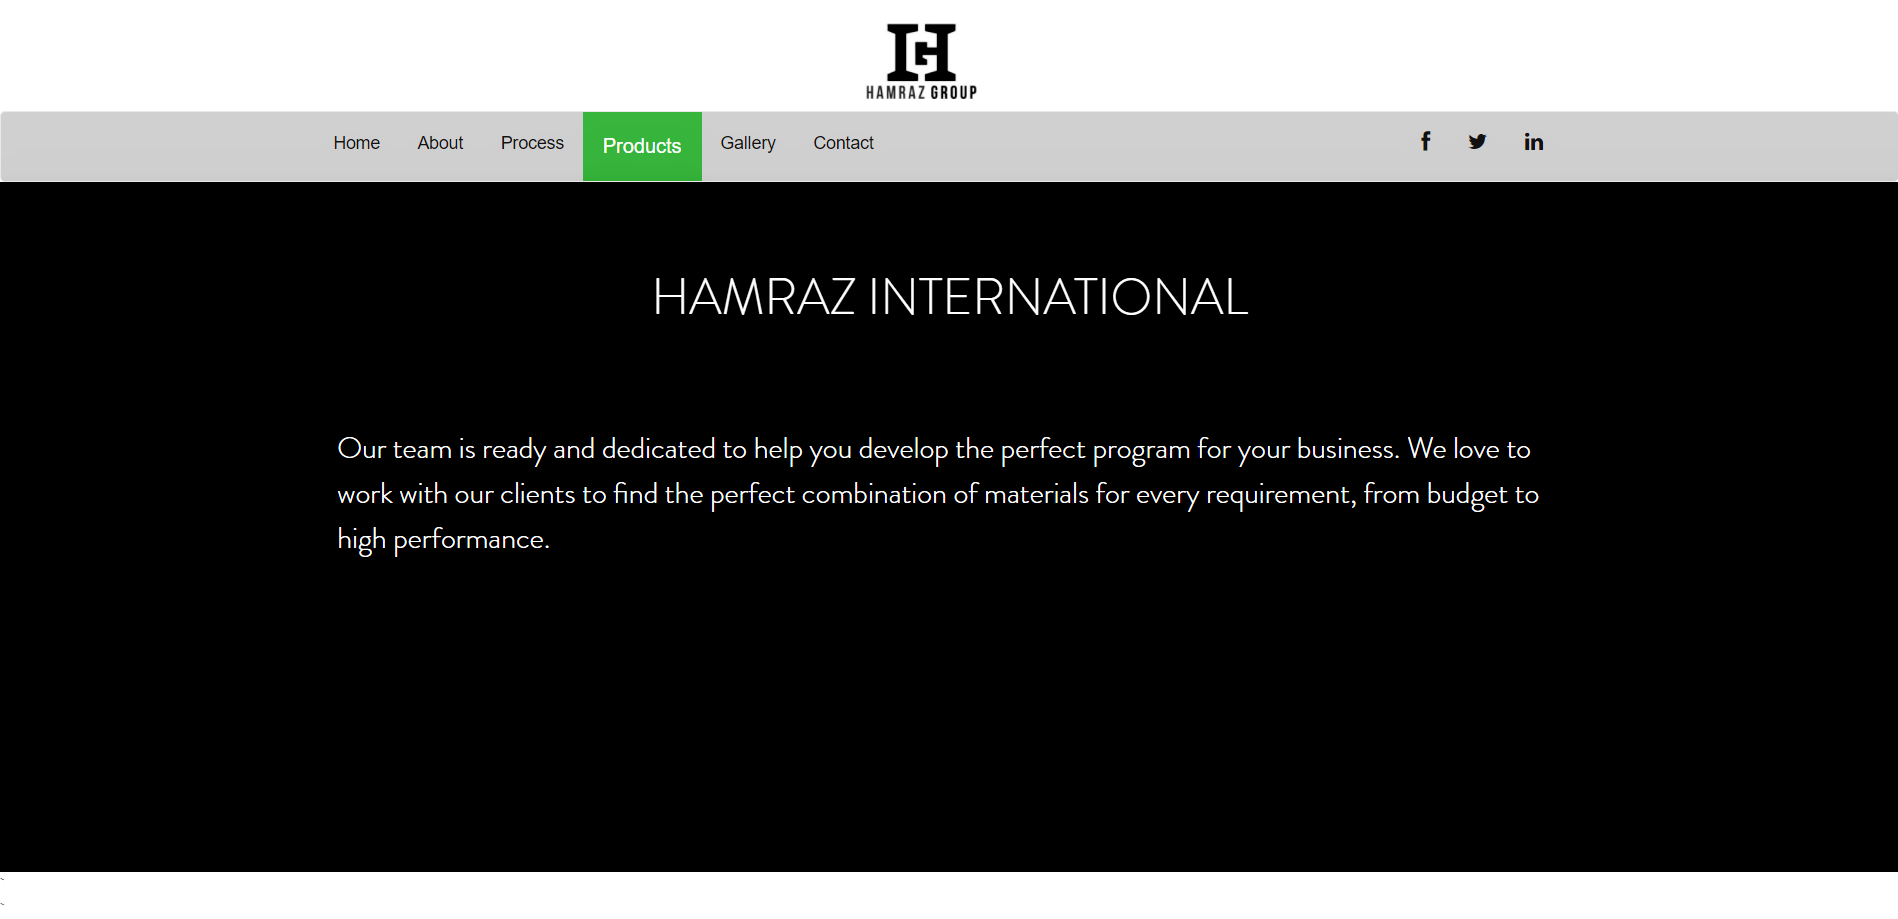 HAMRAZ GROUP
Home About Process Products Gallery Contact
HAMRAZ INTERNATIONAL
Our team is ready and dedicated to help you develop the perfect program for your business. We love to
work with our clients to find the perfect combination of materials for every requirement, from budget to
high performance.